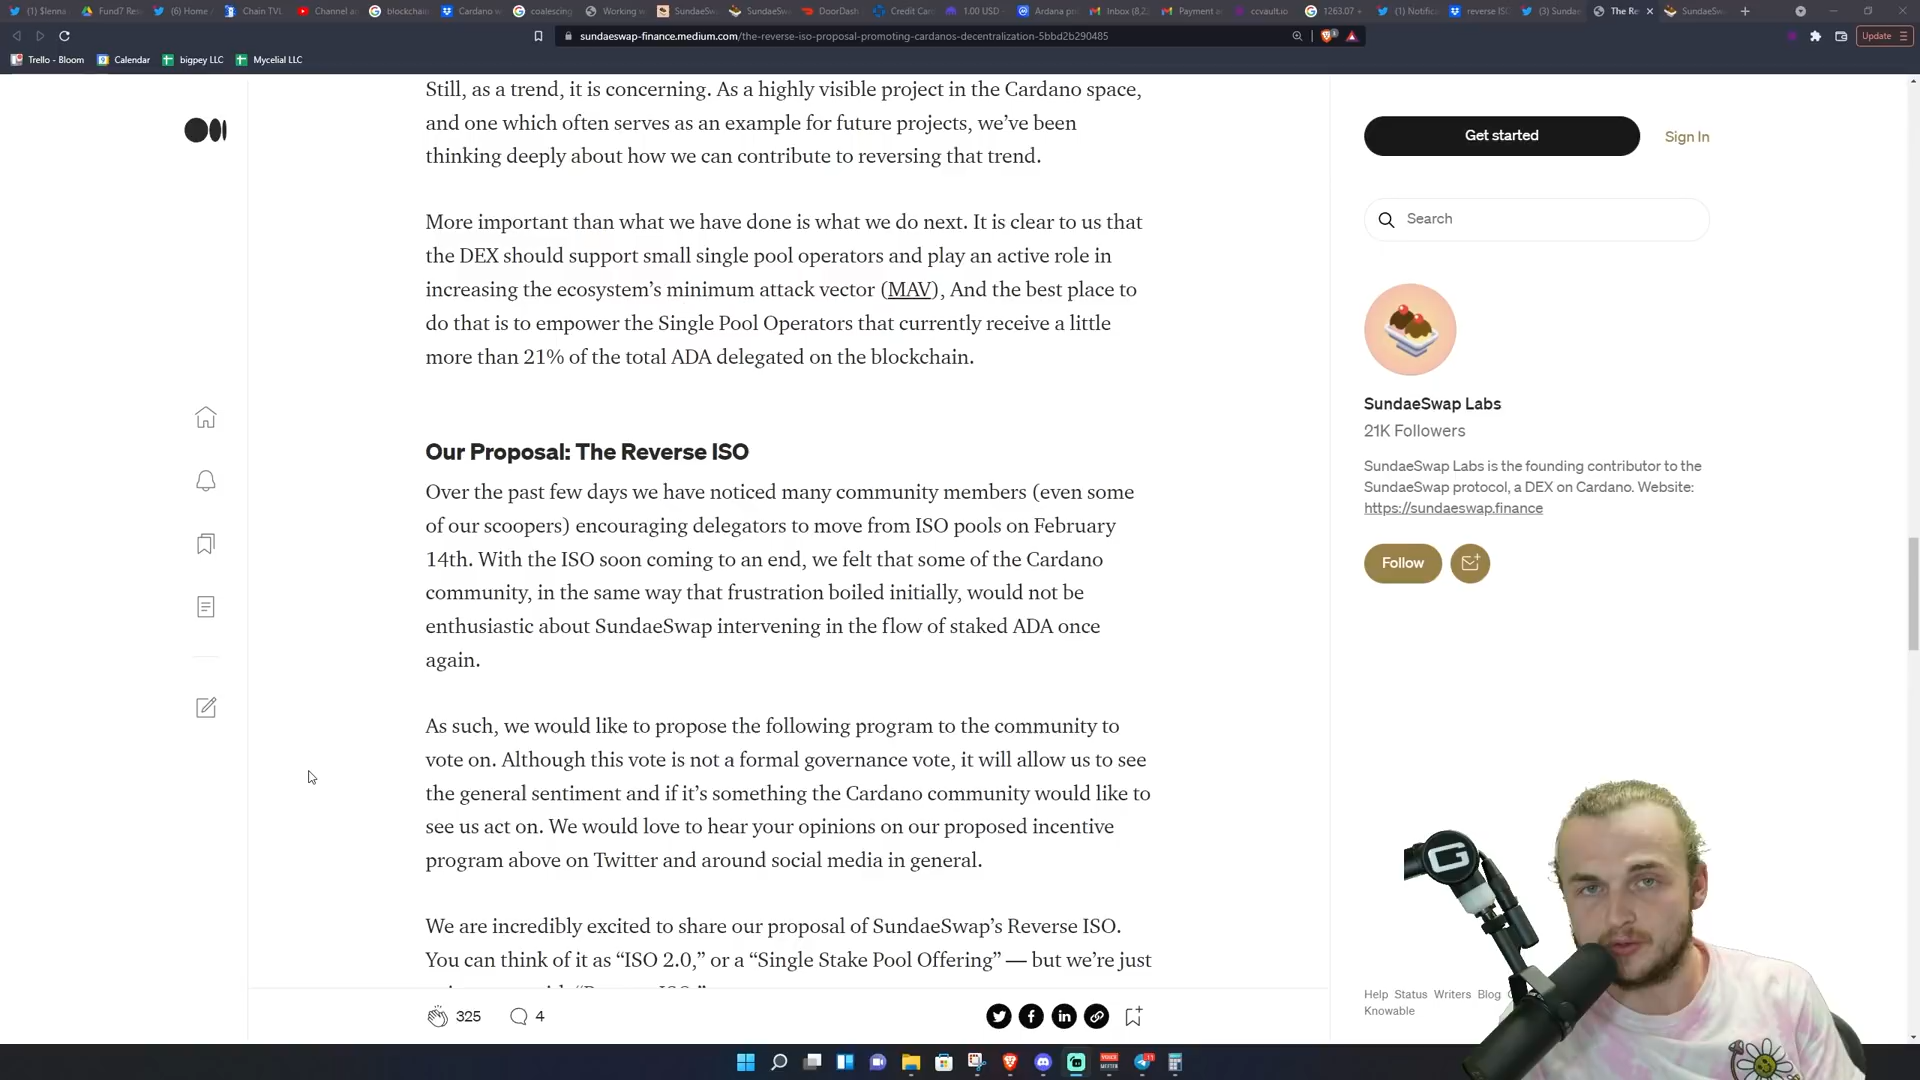 (1) $lenna
Fund7 Res
(6) Home
Chain TVL
Channel a
blockchain
Cardano w
coalescing
Working w
SundaeSw
SundaeSw
DoorDash
Credit Car
1.00 USD
Ardana pr
Inbox (8,2
Payment a
ccvault.io
1263.07 ÷
(1) Notific
reverse IS
(3) Sundae
The Re
SundaeSw
sundaeswap-finance.medium.com/the-reverse-iso-proposal-promoting-cardanos-decentralization-5bbd2b290485
Update
Trello - Bloom
Calendar
bigpey LLC
Mycelial LLC
Still, as a trend, it is concerning. As a highly visible project in the Cardano space,
and one which often serves as an example for future projects, we've been
thinking deeply about how we can contribute to reversing that trend.
More important than what we have done is what we do next. It is clear to us that
the DEX should support small single pool operators and play an active role in
increasing the ecosystem's minimum attack vector (MAV), And the best place to
do that is to empower the Single Pool Operators that currently receive a little
more than 21% of the total ADA delegated on the blockchain.
Our Proposal: The Reverse ISO
Over the past few days we have noticed many community members (even some
of our scoopers) encouraging delegators to move from ISO pools on February
14th. With the ISO soon coming to an end, we felt that some of the Cardano
community, in the same way that frustration boiled initially, would not be
enthusiastic about SundaeSwap intervening in the flow of staked ADA once
again.
As such, we would like to propose the following program to the community to
vote on. Although this vote is not a formal governance vote, it will allow us to see
the general sentiment and if it's something the Cardano community would like to
see us act on. We would love to hear your opinions on our proposed incentive
program above on Twitter and around social media in general.
We are incredibly excited to share our proposal of SundaeSwap's Reverse ISO.
You can think of it as "ISO 2.0," or a "Single Stake Pool Offering" — but we're just
325
4
Get started
Sign In
Search
SundaeSwap Labs
21K Followers
SundaeSwap Labs is the founding contributor to the
SundaeSwap protocol, a DEX on Cardano. Website:
https://sundaeswap.finance
Follow
Help Status Writers Blog
Knowable